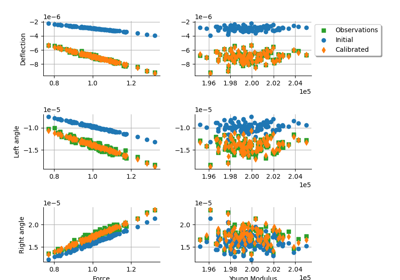 1e−6
1e−6
Deflection
−2
−4
−6
−8
0.8
1.0
1.2
−2
−4
−6
−8
1.96
1.98
2.00
2.02
2.04
1e5
Observations
Initial
Calibrated
1e−5
1e−5
Left angle
−1.0
−1.5
0.8
1.0
1.2
−1.0
−1.5
1.96
1.98
2.00
2.02
2.04
1e5
1e−5
1e−5
Right angle
2.0
1.5
0.8
1.0
1.2
Force
2.0
1.5
1.96
1.98
2.00
2.02
2.04
1e5
Young Modulus